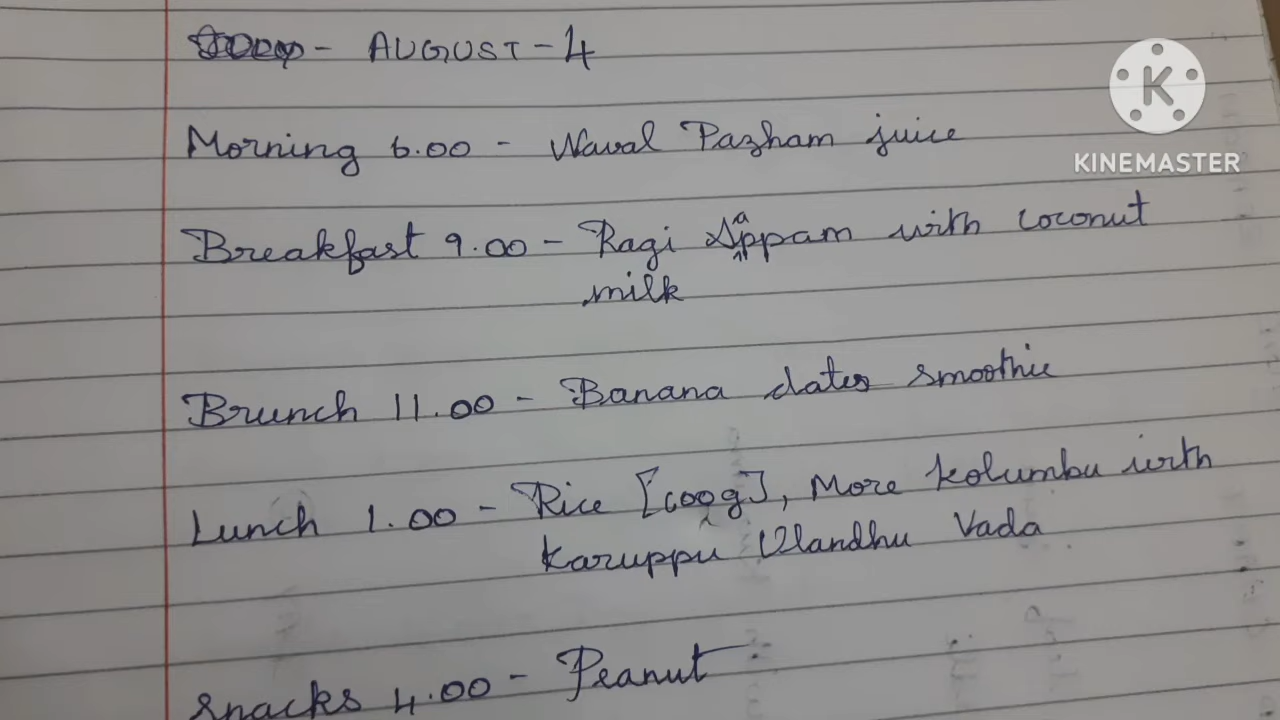 - AUGUST - 4
Morning 6.00 - Naval Pazham juice
Breakfast 9.00 - Ragi Appam with coconut
milk
Brunch 11.00 - Banana dates smoothie
Lunch 1.00 - Rice [100g], More kolumbu with
Karuppu Ulandhu Vada
Snacks 4.00 - Peanut
KINEMASTER